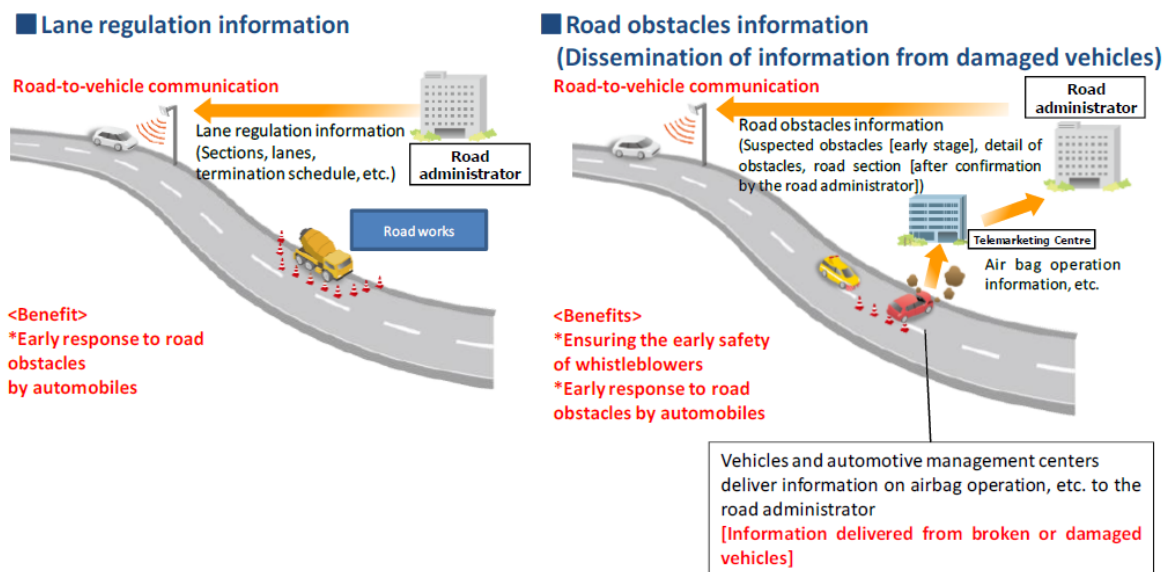 Lane regulation information
Road-to-vehicle communication
Lane regulation information
(Sections, lanes,
termination schedule, etc.)
Road
administrator
Road works
<Benefit>
*Early response to road
obstacles
by automobiles
Road obstacles information
(Dissemination of information from damaged vehicles)
Road-to-vehicle communication
Road
administrator
Road obstacles information
(Suspected obstacles [early stage], detail of
obstacles, road section [after confirmation
by the road administrator])
Telemarketing Centre
Air bag operation
information, etc.
<Benefits>
*Ensuring the early safety
of whistleblowers
*Early response to road
obstacles by automobiles
Vehicles and automotive management centers
deliver information on airbag operation, etc. to the
road administrator
[Information delivered from broken or damaged
vehicles]